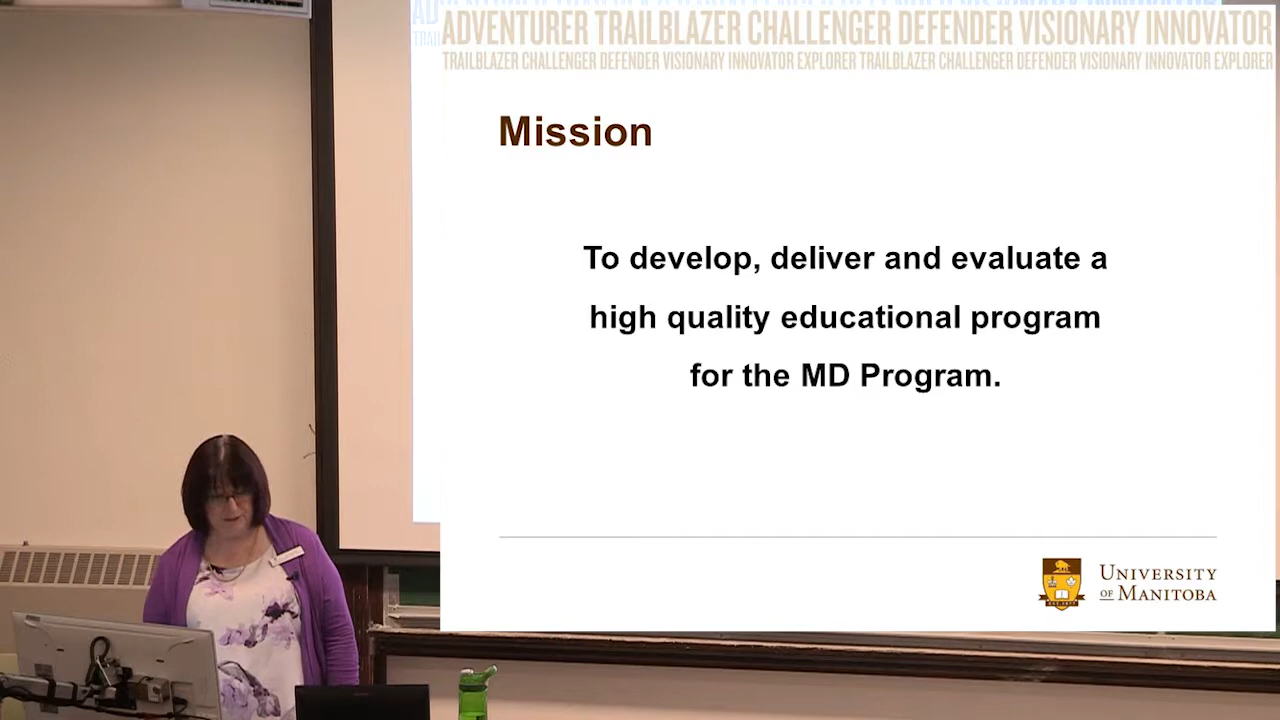 ADVENTURER TRAILBLAZER CHALLENGER DEFENDER VISIONARY INNOVATOR
TRAILBLAZER CHALLENGER DEFENDER VISIONARY INNOVATOR EXPLORER TRAILBLAZER CHALLENGER DEFENDER VISIONARY INNOVATOR EXPLORER
Mission
To develop, deliver and evaluate a
high quality educational program
for the MD Program.
UNIVERSITY
OF MANITOBA